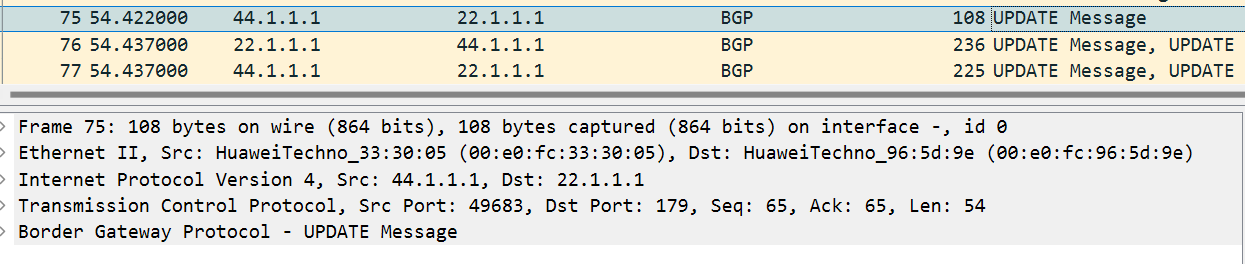 75 54.422000 44.1.1.1 22.1.1.1 BGP 108 UPDATE Message
76 54.437000 22.1.1.1 44.1.1.1 BGP 236 UPDATE Message, UPDATE
77 54.437000 44.1.1.1 22.1.1.1 BGP 225 UPDATE Message, UPDATE
Frame 75: 108 bytes on wire (864 bits), 108 bytes captured (864 bits) on interface -, id 0
Ethernet II, Src: HuaweiTechno_33:30:05 (00:e0:fc:33:30:05), Dst: HuaweiTechno_96:5d:9e (00:e0:fc:96:5d:9e)
Internet Protocol Version 4, Src: 44.1.1.1, Dst: 22.1.1.1
Transmission Control Protocol, Src Port: 49683, Dst Port: 179, Seq: 65, Ack: 65, Len: 54
Border Gateway Protocol - UPDATE Message